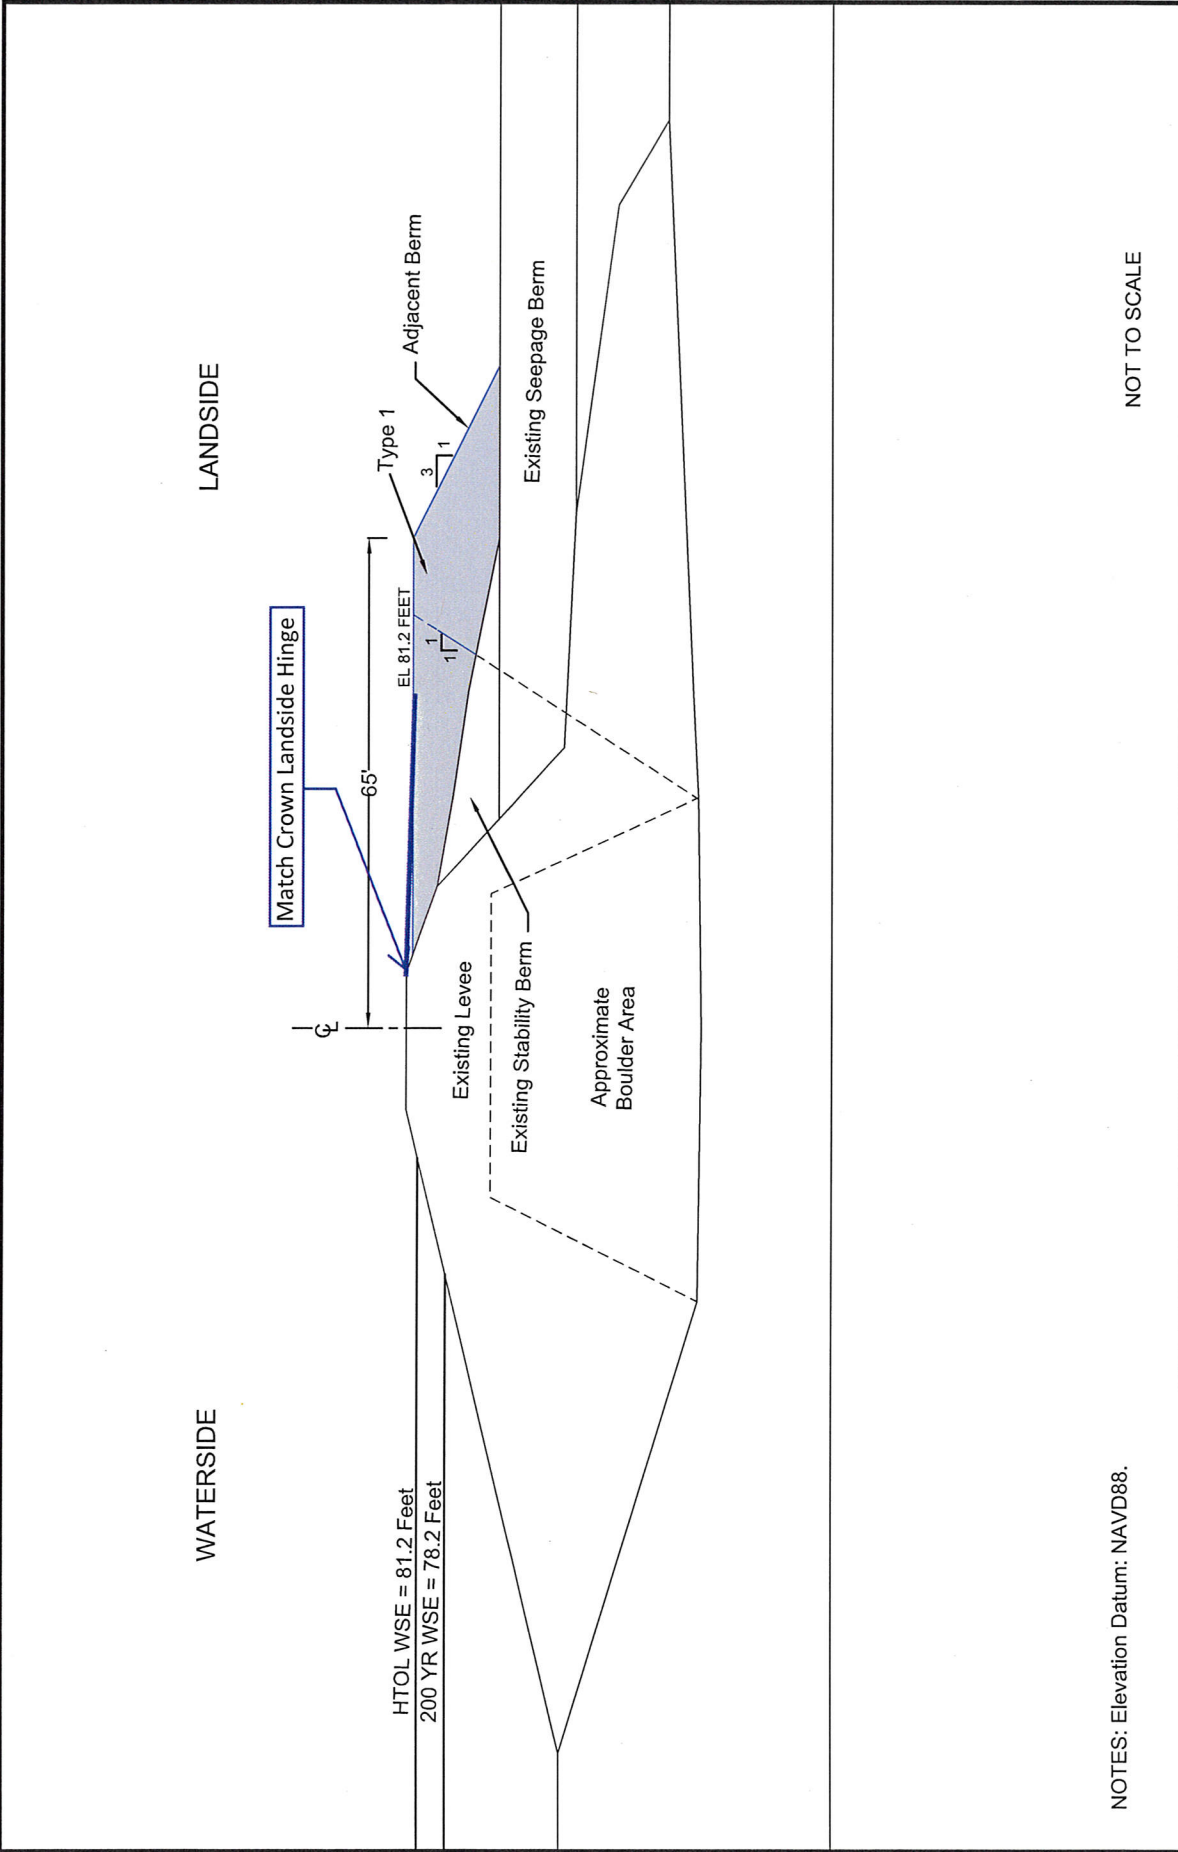 WATERSIDE
LANDSIDE
Match Crown Landside Hinge
65'
CL
HTOL WSE = 81.2 Feet
200 YR WSE = 78.2 Feet
EL 81.2 FEET
Type 1
3
1
Adjacent Berm
1
1
Existing Levee
Existing Stability Berm
Existing Seepage Berm
Approximate
Boulder Area
NOTES: Elevation Datum: NAVD88.
NOT TO SCALE